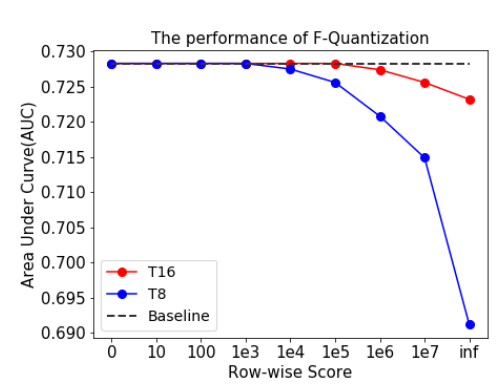 The performance of F-Quantization
Area Under Curve(AUC)
0.730
0.725
0.720
0.715
0.710
0.705
0.700
0.695
0.690
T16
T8
Baseline
0 10 100 1e3 1e4 1e5 1e6 1e7 inf
Row-wise Score